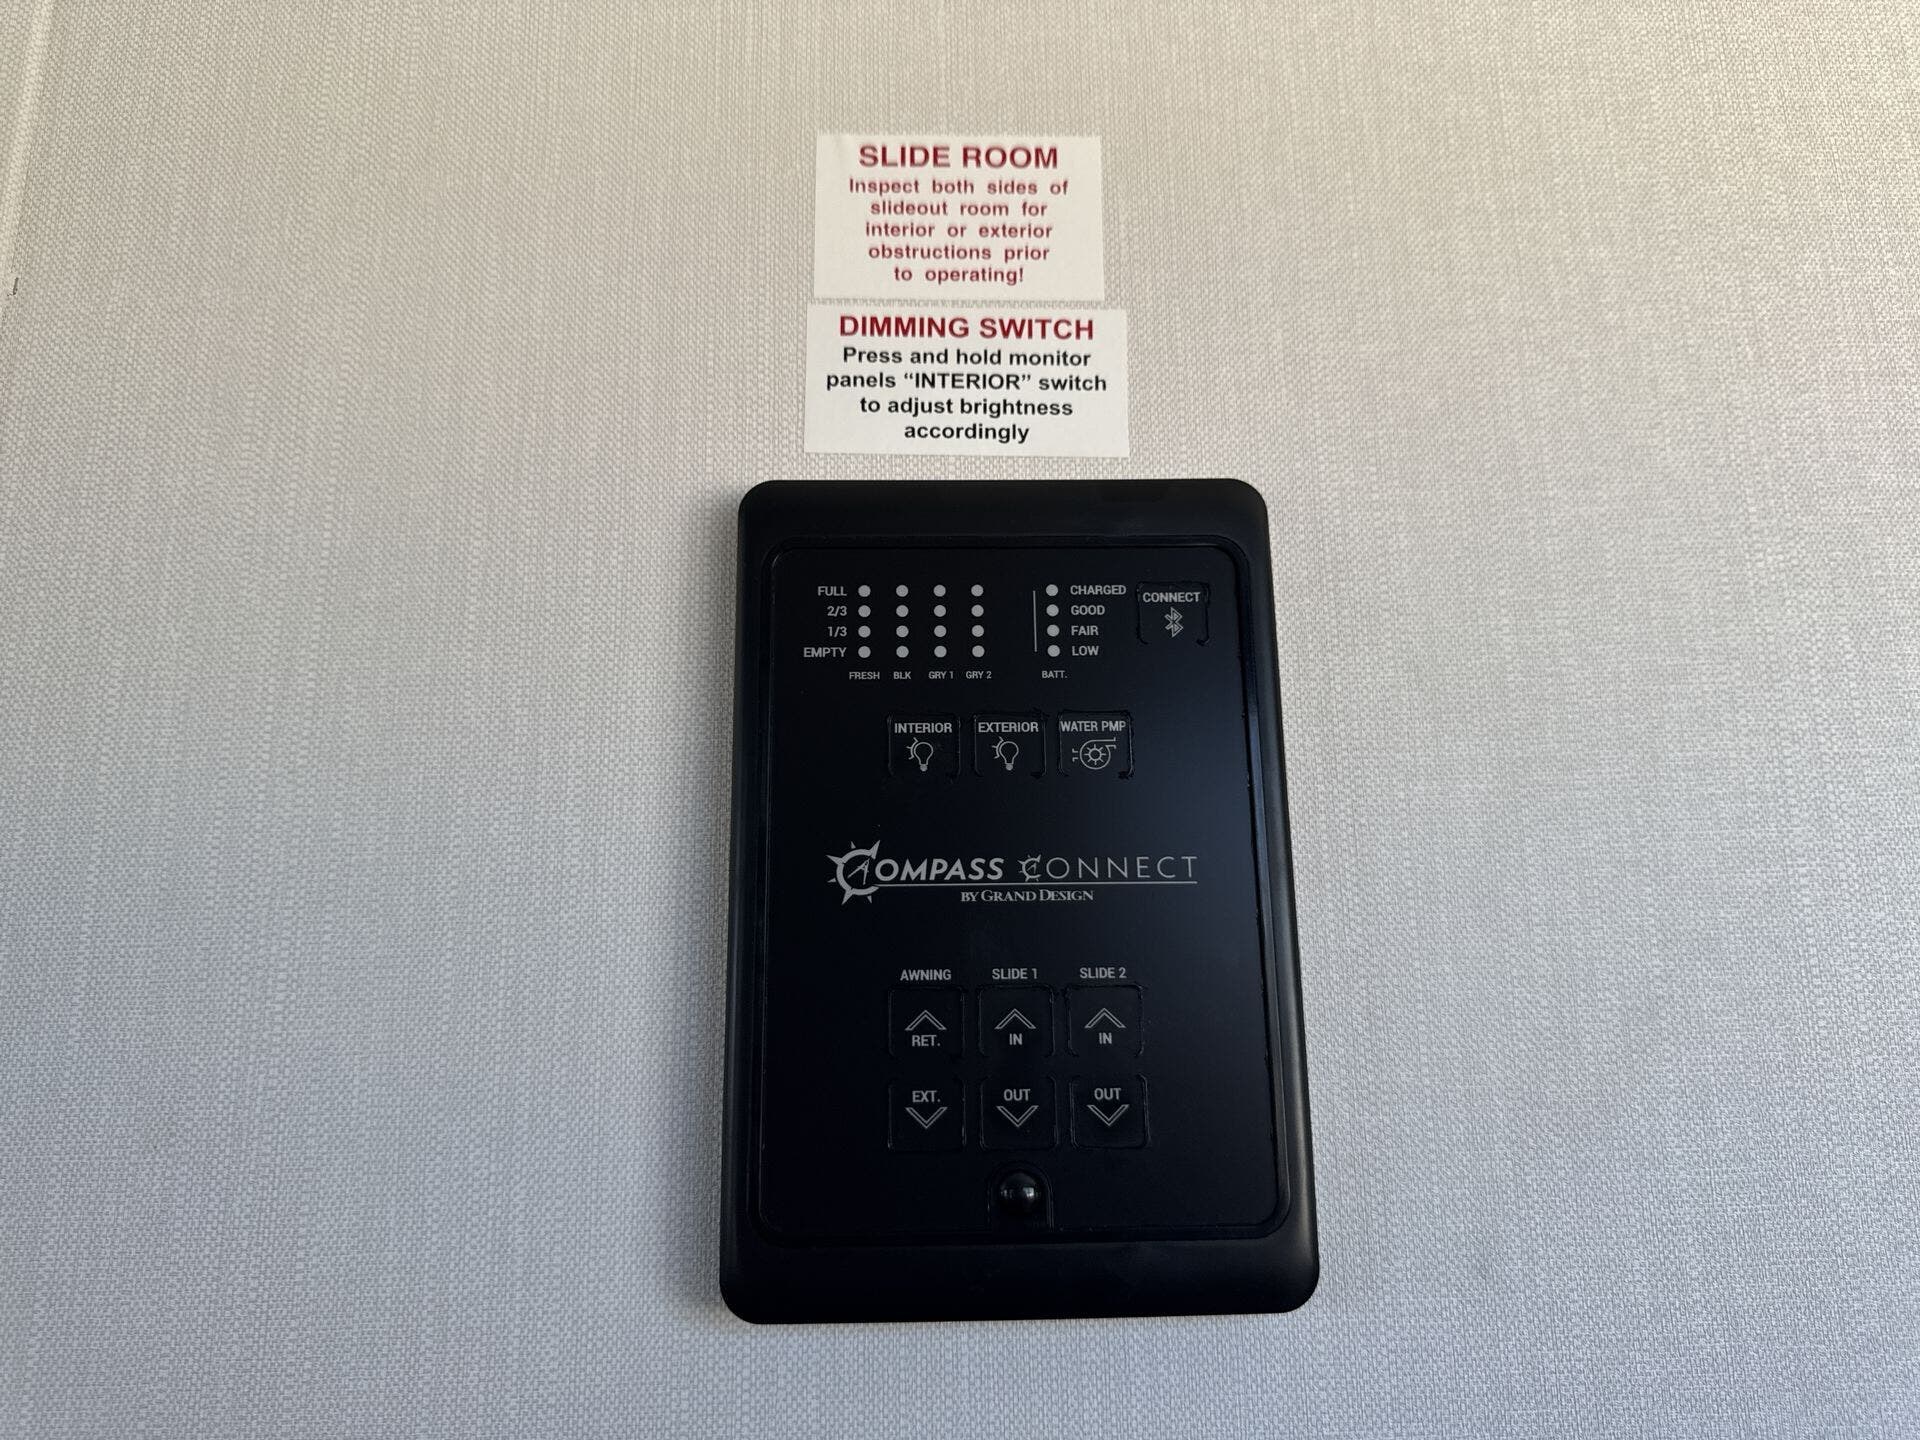 SLIDE ROOM
Inspect both sides of
slideout room for
interior or exterior
obstructions prior
to operating!
DIMMING SWITCH
Press and hold monitor
panels “INTERIOR” switch
to adjust brightness
accordingly
FULL CHARGED CONNECT
2/3 GOOD
1/3 FAIR
EMPTY LOW
FRESH BLK GRY 1 GRY 2 BATT.
INTERIOR EXTERIOR WATER PMP
COMPASS CONNECT
BY GRAND DESIGN
AWNING SLIDE 1 SLIDE 2
RET. IN IN
EXT. OUT OUT